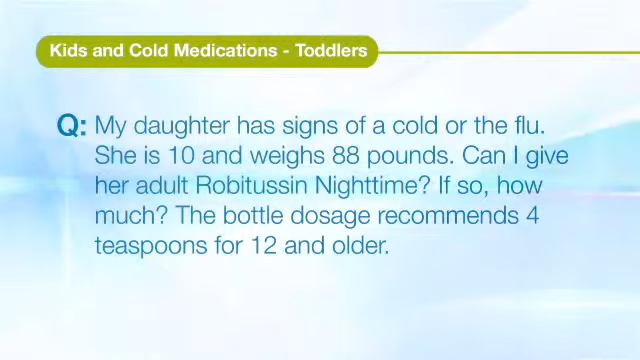 Kids and Cold Medications - Toddlers
Q: My daughter has signs of a cold or the flu.
She is 10 and weighs 88 pounds. Can I give
her adult Robitussin Nighttime? If so, how
much? The bottle dosage recommends 4
teaspoons for 12 and older.